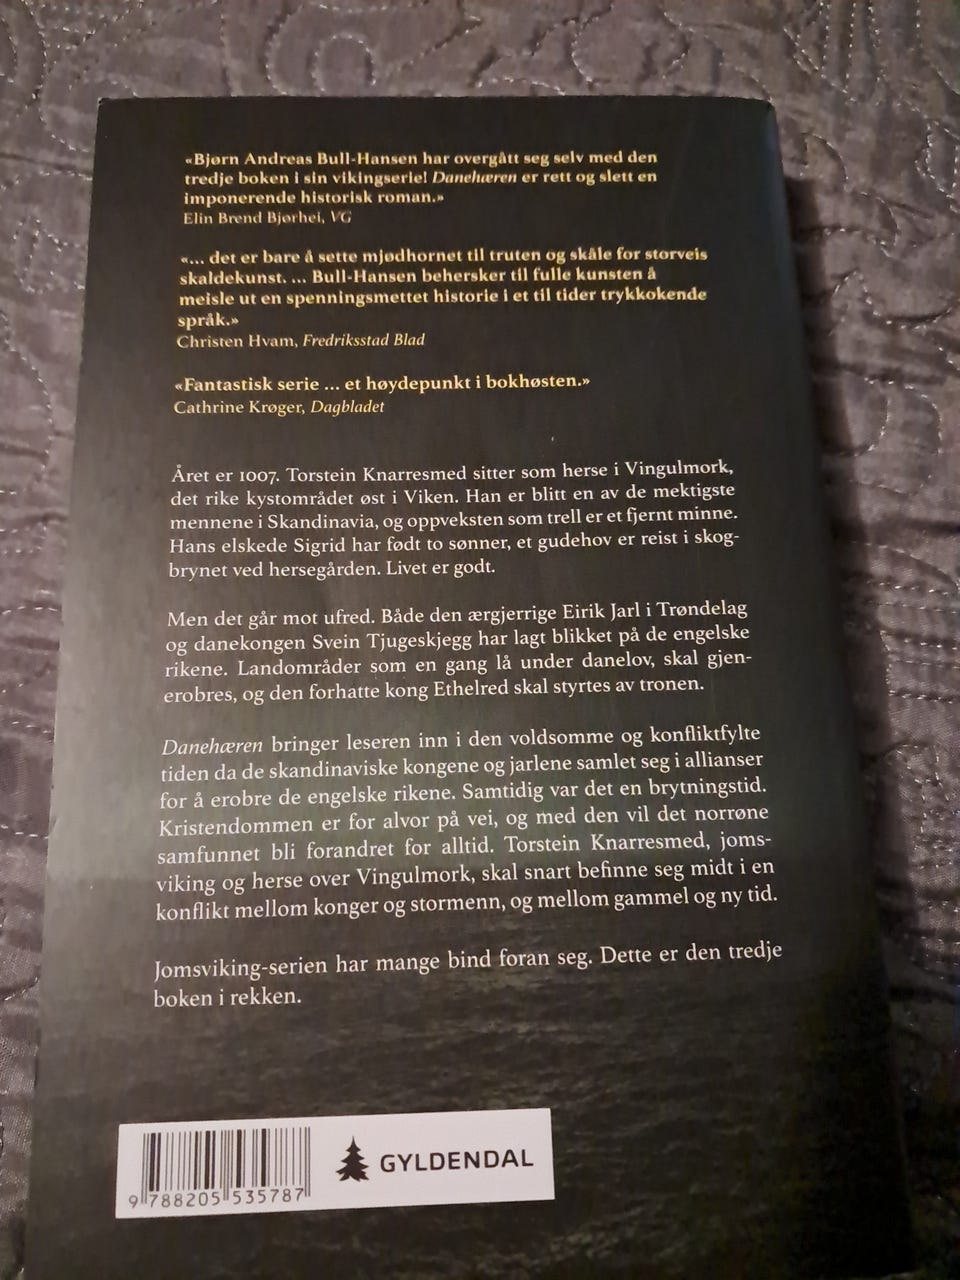 «Bjørn Andreas Bull-Hansen har overgått seg selv med den
tredje boken i sin vikingserie! Danehæren er rett og slett en
imponerende historisk roman.»
Elin Brend Bjørhei, VG
«... det er bare å sette mjødhornet til truten og skåle for storveis
skaldekunst. ... Bull-Hansen behersker til fulle kunsten å
meisle ut en spenningsmettet historie i et til tider trykkokende
språk.»
Christen Hvam, Fredriksstad Blad
«Fantastisk serie ... et høydepunkt i bokhøsten.»
Cathrine Krøger, Dagbladet
Året er 1007. Torstein Knarresmed sitter som herse i Vingulmork,
det rike kystområdet øst i Viken. Han er blitt en av de mektigste
mennene i Skandinavia, og oppveksten som trell er et fjernt minne.
Hans elskede Sigrid har født to sønner, et gudehov er reist i skog-
brynet ved hersegården. Livet er godt.
Men det går mot ufred. Både den ærgjerrige Eirik Jarl i Trøndelag
og danekongen Svein Tjugeskjegg har lagt blikket på de engelske
rikene. Landområder som en gang lå under danelov, skal gjen-
erobres, og den forhatte kong Ethelred skal styrtes av tronen.
Danehæren bringer leseren inn i den voldsomme og konfliktfylte
tiden da de skandinaviske kongene og jarlene samlet seg i allianser
for å erobre de engelske rikene. Samtidig var det en brytningstid.
Kristendommen er for alvor på vei, og med den vil det norrøne
samfunnet bli forandret for alltid. Torstein Knarresmed, joms-
viking og herse over Vingulmork, skal snart befinne seg midt i en
konflikt mellom konger og stormenn, og mellom gammel og ny tid.
Jomsviking-serien har mange bind foran seg. Dette er den tredje
boken i rekken.
GYLDENDAL
9 788205 535787